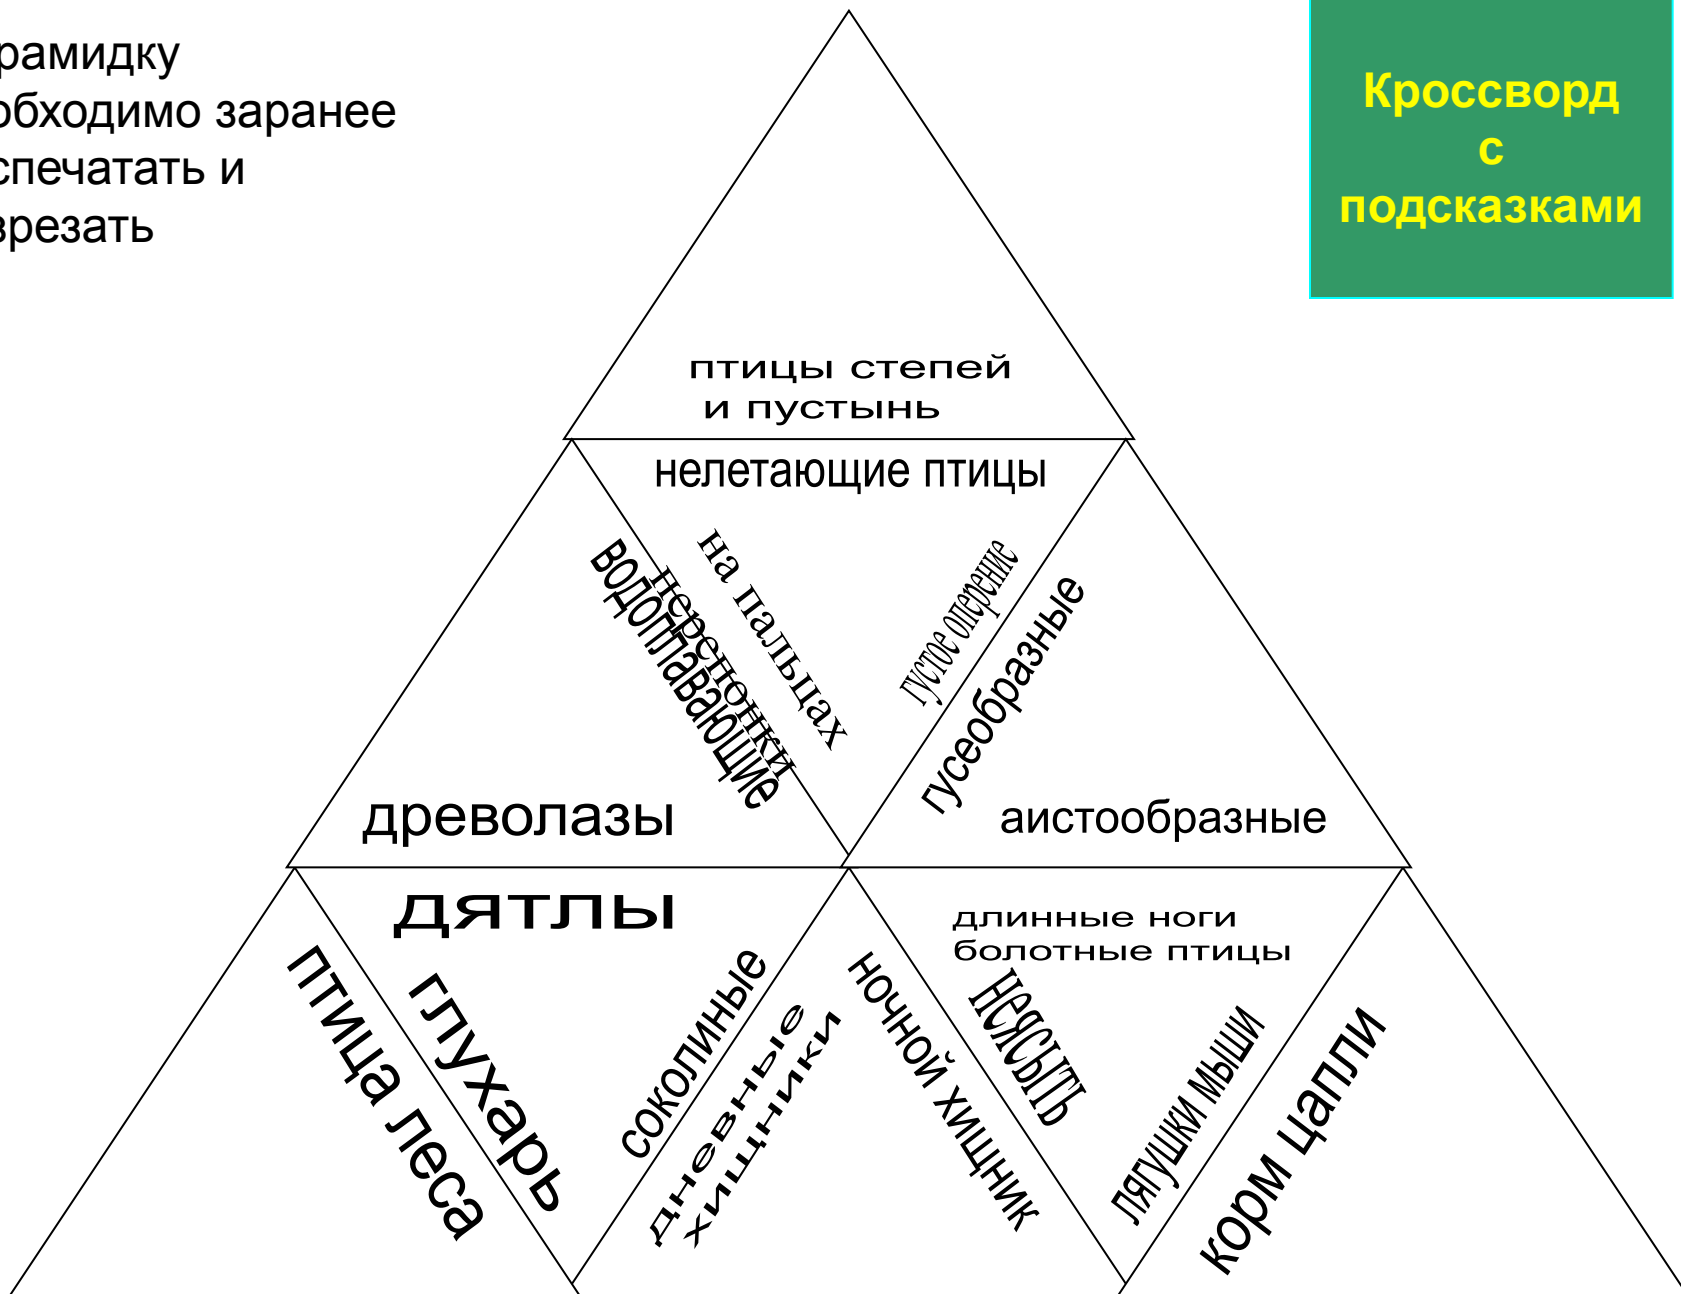 рамидку
обходимо заранее
спечатать и
зрезать
Кроссворд
с
подсказками
птицы степей
и пустынь
нелетающие птицы
на пальцах
перепонки
водоплавающие
густое оперение
гусеобразные
древолазы
аистообразные
дятлы
глухарь
птица леса
соколиные
дневные
хищники
длинные ноги
болотные птицы
неясыть
ночной хищник
лягушки мыши
корм цапли